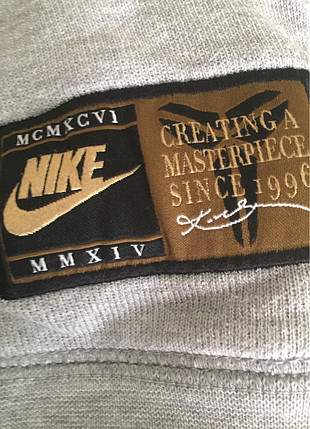 MCMXCVI
NIKE
MMXIV
CREATING A
MASTERPIECE
SINCE 1996